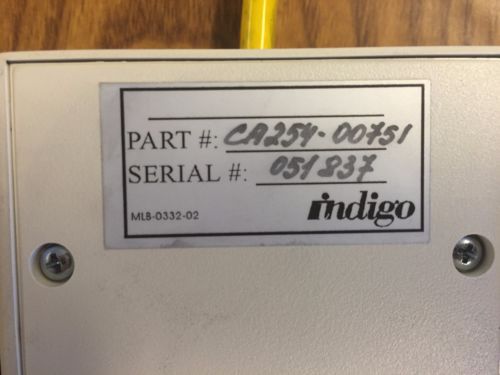 PART #: CA254-00751
SERIAL #: 051837
MLB-0332-02
indigo